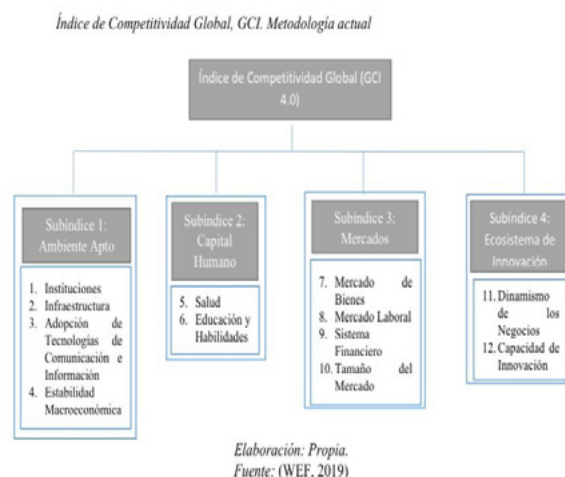 Índice de Competitividad Global, GCI. Metodología actual
Índice de Competitividad Global (GCI
4.0)
Subíndice 1:
Ambiente Apto
1. Instituciones
2. Infraestructura
3. Adopción de
Tecnologías de
Comunicación e
Información
4. Estabilidad
Macroeconómica
Subíndice 2:
Capital
Humano
5. Salud
6. Educación y
Habilidades
Subíndice 3:
Mercados
7. Mercado de
Bienes
8. Mercado Laboral
9. Sistema
Financiero
10. Tamaño del
Mercado
Subíndice 4:
Ecosistema de
Innovación
11. Dinamismo
de los
Negocios
12. Capacidad de
Innovación
Elaboración: Propia.
Fuente: (WEF, 2019)